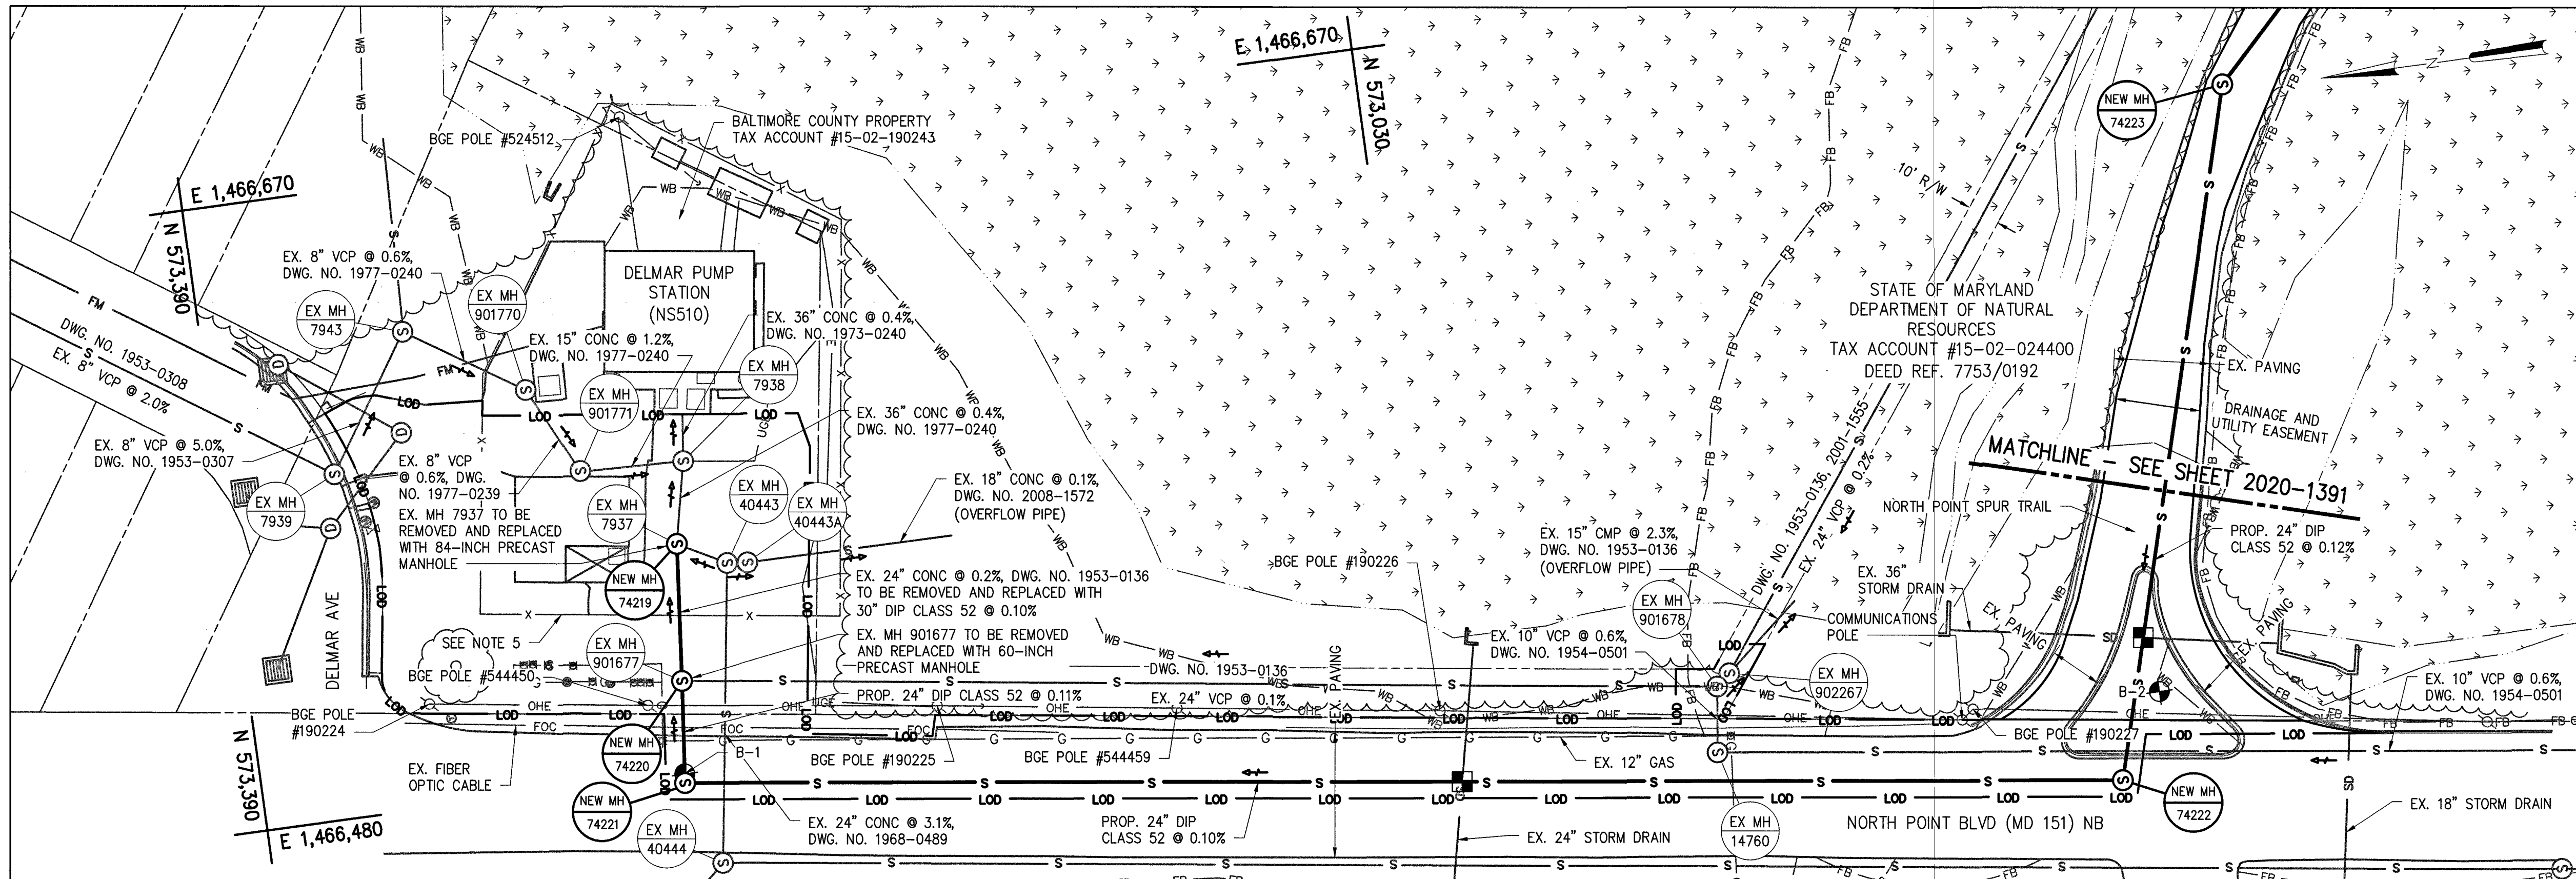 E 1,466,670
N 573,030
NEW MH
74223
BGE POLE #524512
BALTIMORE COUNTY PROPERTY
TAX ACCOUNT #15-02-190243
10' R/W
E 1,466,670
N 573,390
EX. 8" VCP @ 0.6%,
DWG. NO. 1977-0240
EX MH
7943
EX MH
901770
DELMAR PUMP
STATION
(NS510)
EX. 15" CONC @ 1.2%,
DWG. NO. 1977-0240
EX. 36" CONC @ 0.4%,
DWG. NO. 1973-0240
EX MH
7938
EX MH
901771
STATE OF MARYLAND
DEPARTMENT OF NATURAL
RESOURCES
TAX ACCOUNT #15-02-024400
DEED REF. 7753/0192
EX. PAVING
DRAINAGE AND
UTILITY EASEMENT
DWG. NO. 1953-0308
EX. 8" VCP @ 2.0%
EX. 8" VCP @ 5.0%,
DWG. NO. 1953-0307
EX MH
7939
EX. 8" VCP
@ 0.6%, DWG.
NO. 1977-0239
EX. MH 7937 TO BE
REMOVED AND REPLACED
WITH 84-INCH PRECAST
MANHOLE
EX MH
7937
EX MH
40443
EX MH
40443A
EX. 36" CONC @ 0.4%,
DWG. NO. 1977-0240
EX. 18" CONC @ 0.1%,
DWG. NO. 2008-1572
(OVERFLOW PIPE)
MATCHLINE - SEE SHEET 2020-1391
NORTH POINT SPUR TRAIL
PROP. 24" DIP
CLASS 52 @ 0.12%
DWG. NO. 1953-0136, 2001-1555
EX. 24" VCP @ 0.2%
EX. 15" CMP @ 2.3%,
DWG. NO. 1953-0136
(OVERFLOW PIPE)
BGE POLE #190226
EX. 36"
STORM DRAIN
COMMUNICATIONS
POLE
NEW MH
74219
EX. 24" CONC @ 0.2%, DWG. NO. 1953-0136
TO BE REMOVED AND REPLACED WITH
30" DIP CLASS 52 @ 0.10%
EX. MH 901677 TO BE REMOVED
AND REPLACED WITH 60-INCH
PRECAST MANHOLE
DELMAR AVE
SEE NOTE 5
EX MH
901677
BGE POLE #544450
BGE POLE
#190224
EX MH
901678
EX. 10" VCP @ 0.6%,
DWG. NO. 1954-0501
EX MH
902267
DWG. NO. 1953-0136
EX. PAVING
EX. PAVING
EX. PAVING
PROP. 24" DIP CLASS 52 @ 0.11%
EX. 24" VCP @ 0.1%
EX. 10" VCP @ 0.6%,
DWG. NO. 1954-0501
B-2
B-1
NEW MH
74220
BGE POLE #190225
BGE POLE #544459
EX. 12" GAS
BGE POLE #190227
EX. FIBER
OPTIC CABLE
N 573,390
E 1,466,480
NEW MH
74221
EX MH
40444
EX. 24" CONC @ 3.1%,
DWG. NO. 1968-0489
PROP. 24" DIP
CLASS 52 @ 0.10%
EX. 24" STORM DRAIN
EX MH
14760
NORTH POINT BLVD (MD 151) NB
NEW MH
74222
EX. 18" STORM DRAIN